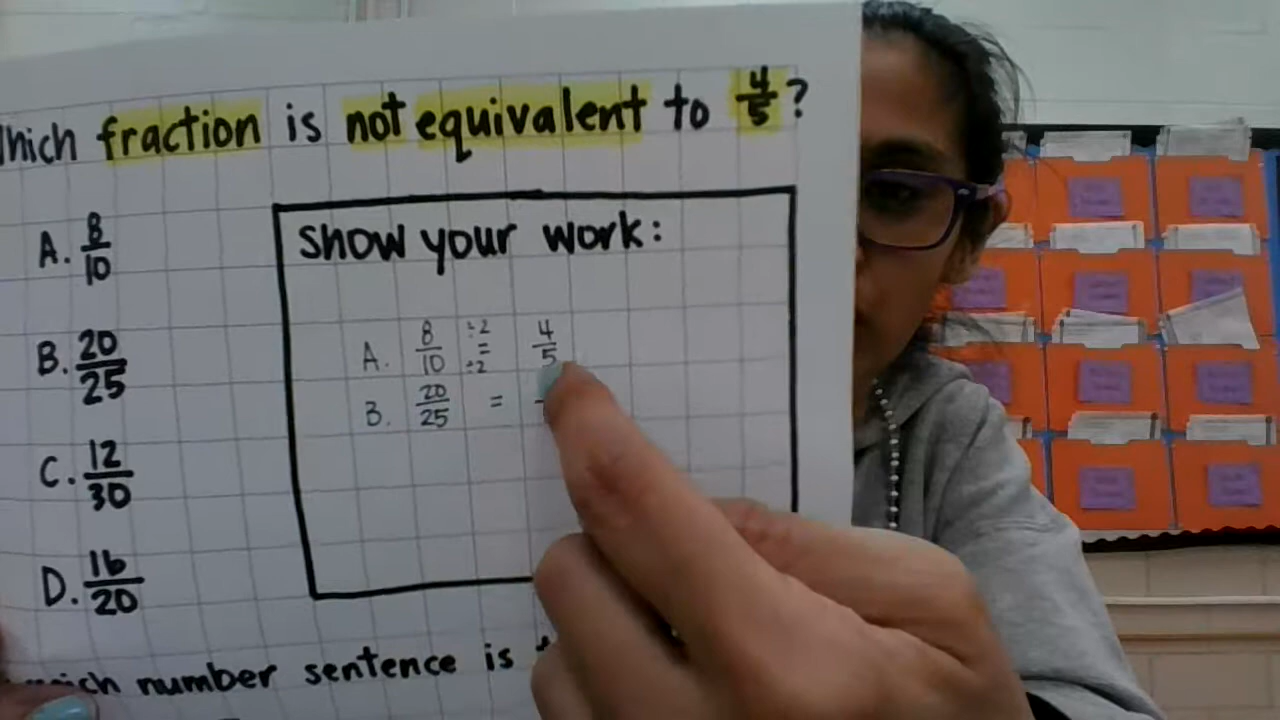 hich fraction is not equivalent to 4/5?
A. 8/10
B. 20/25
C. 12/30
D. 16/20
Show your work:
A. 8/10 ÷2 = ÷2 4/5
B. 20/25 =
which number sentence is